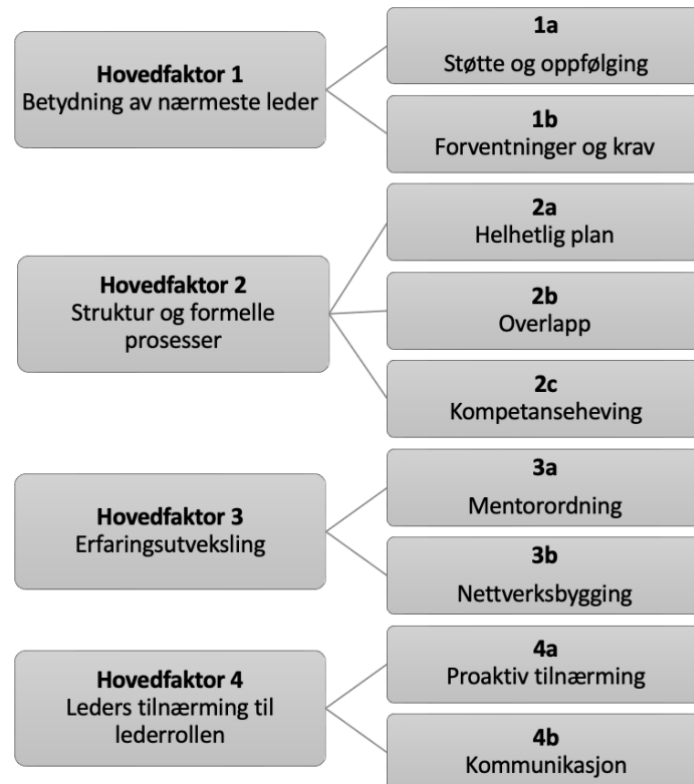 Hovedfaktor 1
Betydning av nærmeste leder
1a
Støtte og oppfølging
1b
Forventninger og krav
Hovedfaktor 2
Struktur og formelle
prosesser
2a
Helhetlig plan
2b
Overlapp
2c
Kompetanseheving
Hovedfaktor 3
Erfaringsutveksling
3a
Mentorordning
3b
Nettverksbygging
Hovedfaktor 4
Leders tilnærming til
lederrollen
4a
Proaktiv tilnærming
4b
Kommunikasjon